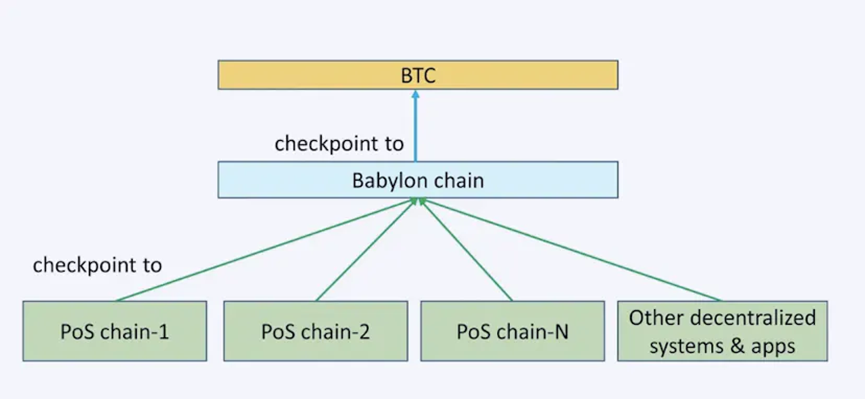 BTC
checkpoint to
Babylon chain
checkpoint to
PoS chain-1
PoS chain-2
PoS chain-N
Other decentralized
systems & apps